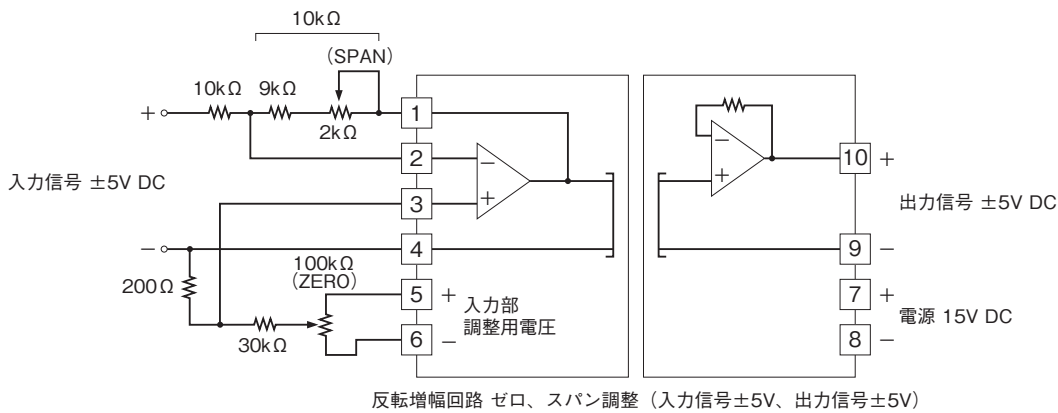 10kΩ
(SPAN)
10kΩ
9kΩ
2kΩ
+
1
2
3
4
5
6
−
+
入力信号 ±5V DC
−
200Ω
100kΩ
(ZERO)
30kΩ
+
−
入力部
調整用電圧
−
+
10
+
出力信号 ±5V DC
9
−
7
+
電源 15V DC
8
−
反転増幅回路 ゼロ、スパン調整（入力信号±5V、出力信号±5V）